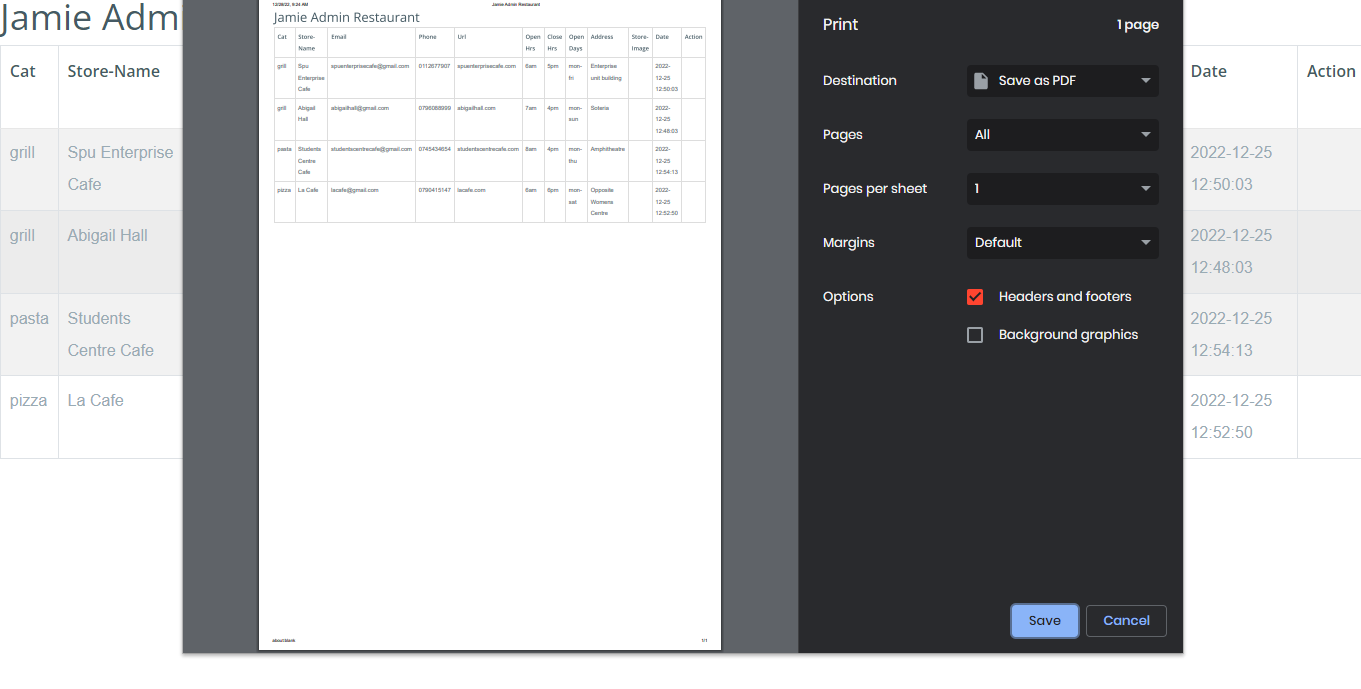 Jamie Admi
Cat Store-Name Date Action
grill Spu Enterprise 2022-12-25
Cafe 12:50:03
grill Abigail Hall 2022-12-25
12:48:03
pasta Students 2022-12-25
Centre Cafe 12:54:13
pizza La Cafe 2022-12-25
12:52:50
12/28/22, 9:24 AM Jamie Admin Restaurant
Jamie Admin Restaurant
Cat Store- Email Phone Url Open Close Open Address Store- Date Action
Name Hrs Hrs Days Image
grill Spu spuenterprisecafe@gmail.com 0112677907 spuenterprisecafe.com 6am 5pm mon- Enterprise 2022-
Enterprise fri unit building 12-25
Cafe 12:50:03
grill Abigail abigailhall@gmail.com 0796088999 abigailhall.com 7am 4pm mon- Soteria 2022-
Hall sun 12-25
12:48:03
pasta Students studentscentrecafe@gmail.com 0745434654 studentscentrecafe.com 8am 4pm mon- Amphitheatre 2022-
Centre thu 12-25
Cafe 12:54:13
pizza La Cafe lacafe@gmail.com 0790415147 lacafe.com 6am 8pm mon- Opposite 2022-
sat Womens 12-25
Centre 12:52:50
about:blank 1/1
Print 1 page
Destination Save as PDF
Pages All
Pages per sheet 1
Margins Default
Options Headers and footers
Background graphics
Save Cancel